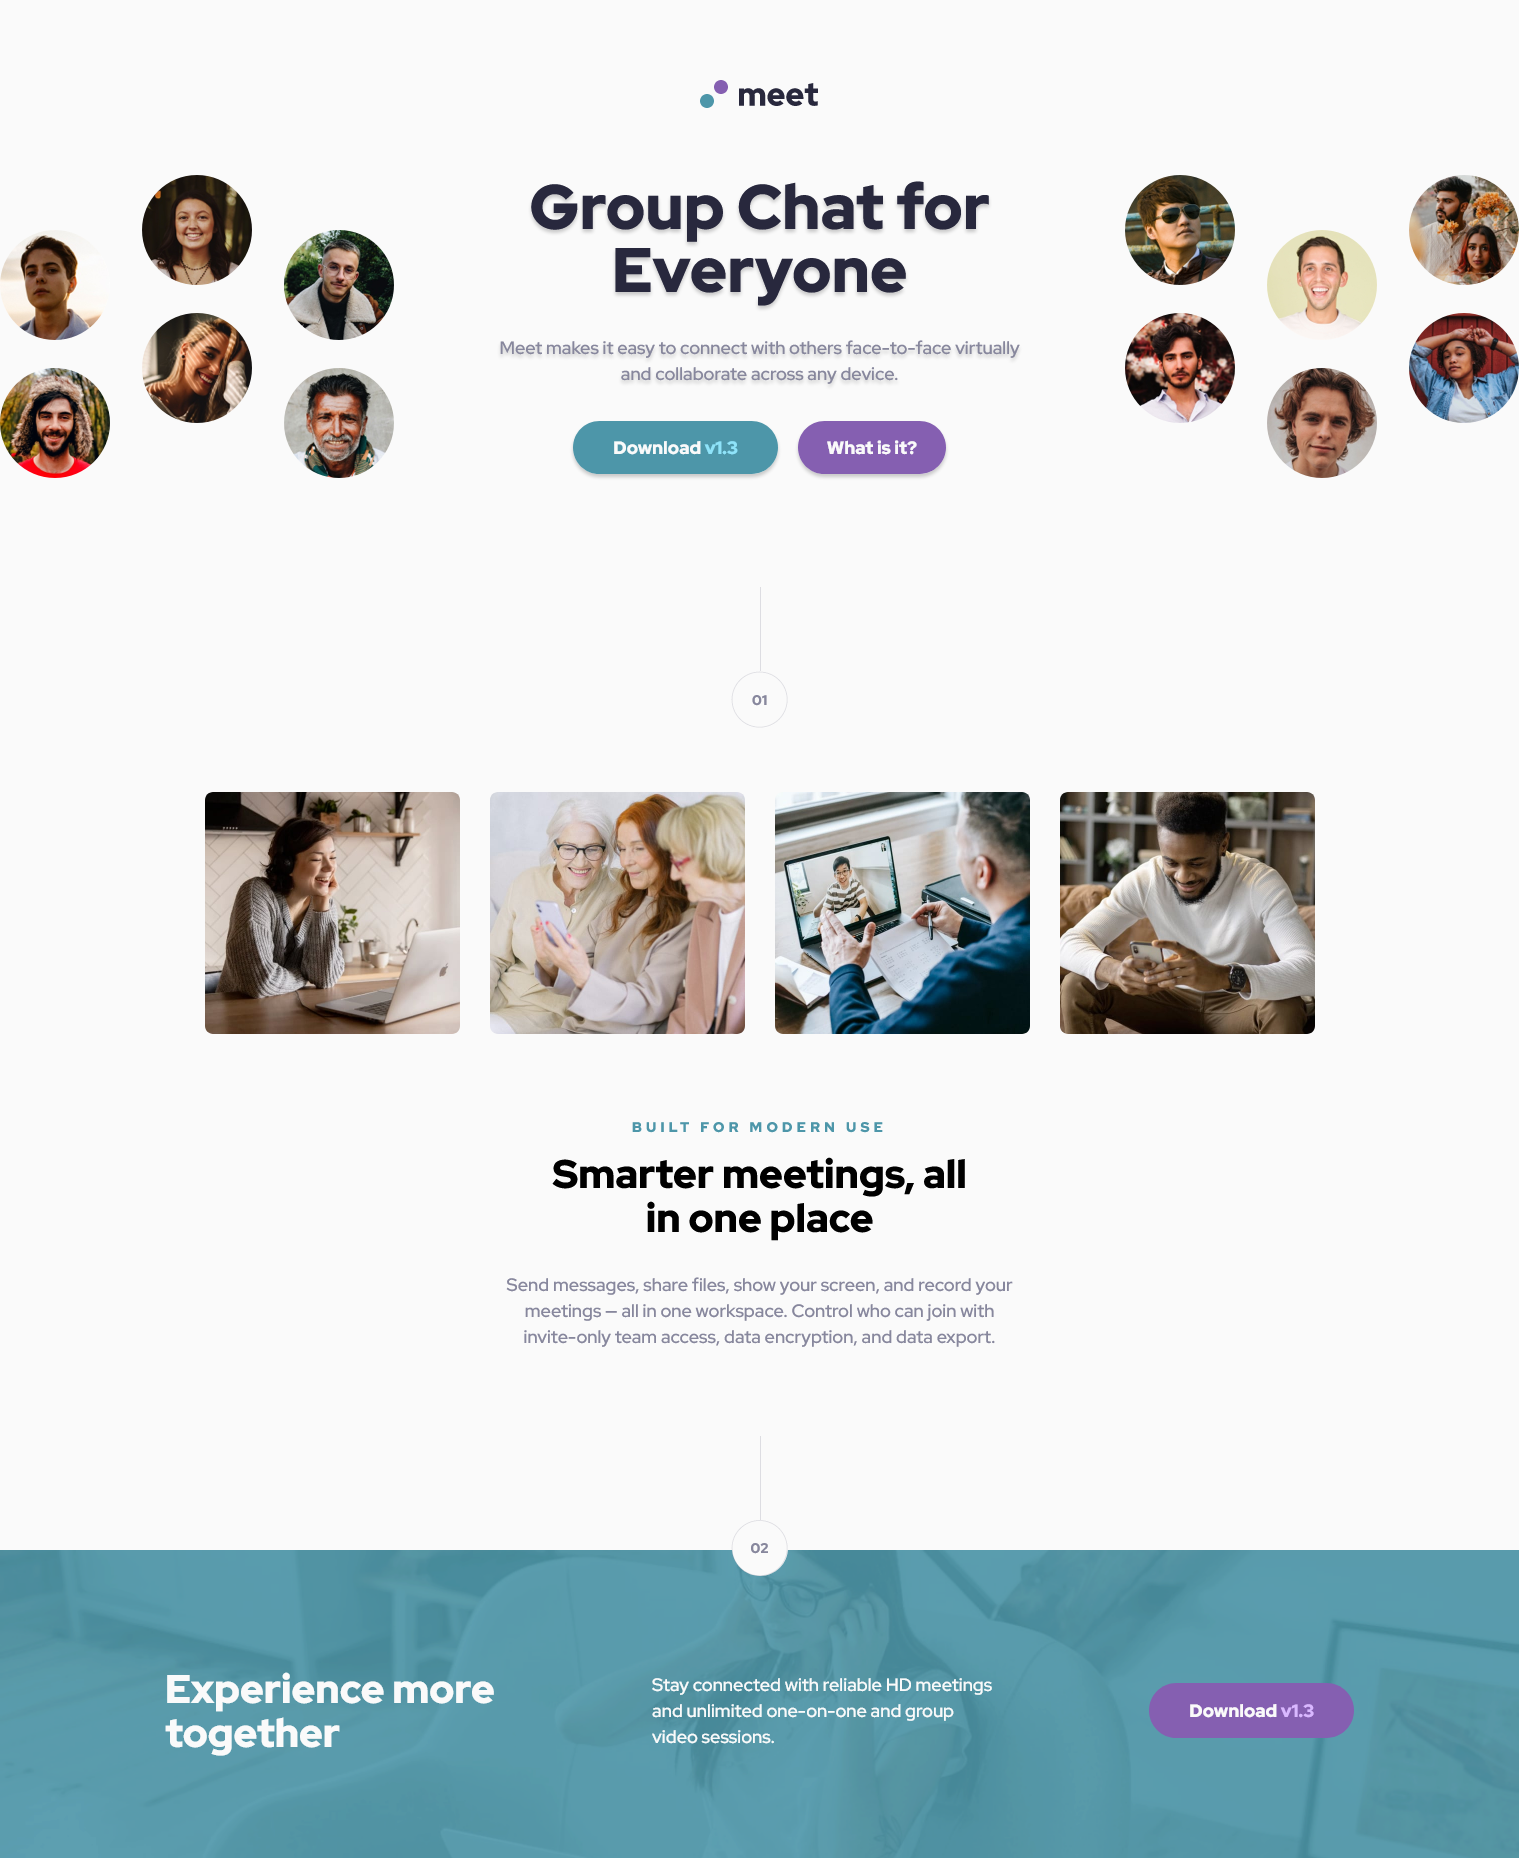 meet
Group Chat for
Everyone
Meet makes it easy to connect with others face-to-face virtually
and collaborate across any device.
Download v1.3
What is it?
01
BUILT FOR MODERN USE
Smarter meetings, all
in one place
Send messages, share files, show your screen, and record your
meetings — all in one workspace. Control who can join with
invite-only team access, data encryption, and data export.
02
Experience more
together
Stay connected with reliable HD meetings
and unlimited one-on-one and group
video sessions.
Download v1.3